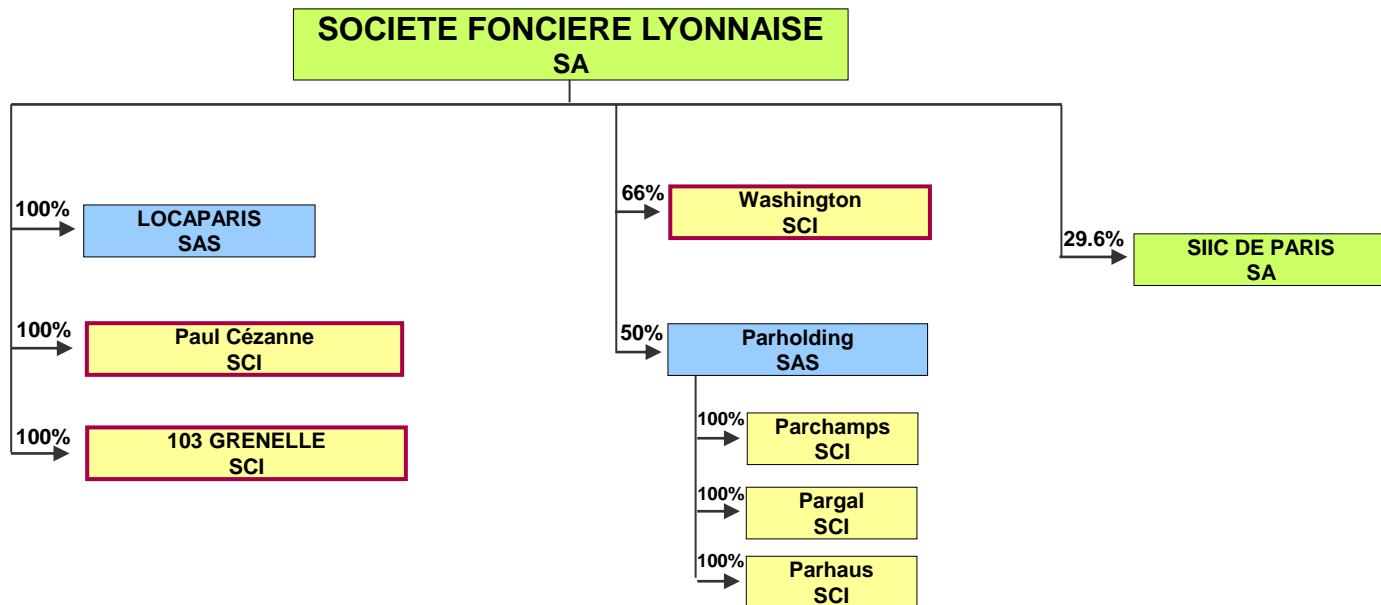 SOCIETE FONCIERE LYONNAISE
SA
100%
LOCAPARIS
SAS
100%
Paul Cézanne
SCI
100%
103 GRENELLE
SCI
66%
Washington
SCI
50%
Parholding
SAS
100%
Parchamps
SCI
100%
Pargal
SCI
100%
Parhaus
SCI
29.6%
SIIC DE PARIS
SA